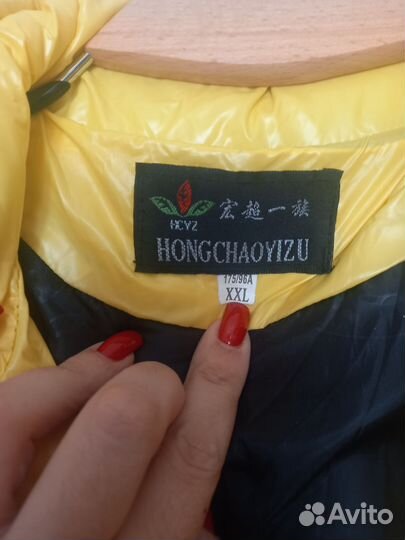 宏超一族
HCYZ
HONGCHAOYIZU
175/96A
XXL
Avito